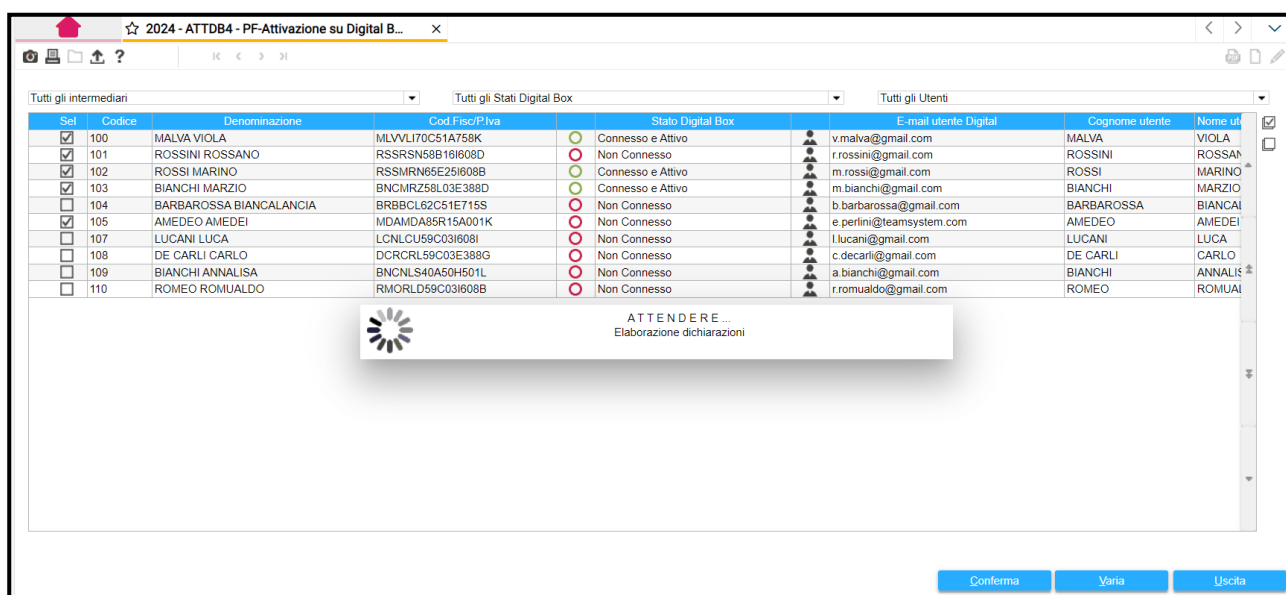 2024 - ATTDB4 - PF-Attivazione su Digital B...
?
Tutti gli intermediari Tutti gli Stati Digital Box Tutti gli Utenti
Sel Codice Denominazione Cod.Fisc/P.Iva Stato Digital Box E-mail utente Digital Cognome utente Nome ute
100 MALVA VIOLA MLVVLI70C51A758K Connesso e Attivo v.malva@gmail.com MALVA VIOLA
101 ROSSINI ROSSANO RSSRSN58B16I608D Non Connesso r.rossini@gmail.com ROSSINI ROSSAN
102 ROSSI MARINO RSSMRN65E25I608B Connesso e Attivo m.rossi@gmail.com ROSSI MARINO
103 BIANCHI MARZIO BNCMRZ58L03E388D Connesso e Attivo m.bianchi@gmail.com BIANCHI MARZIO
104 BARBAROSSA BIANCALANCIA BRBBCL62C51E715S Non Connesso b.barbarossa@gmail.com BARBAROSSA BIANCAL
105 AMEDEO AMEDEI MDAMDA85R15A001K Non Connesso e.perlini@teamsystem.com AMEDEO AMEDEI
107 LUCANI LUCA LCNLCU59C03I608I Non Connesso l.lucani@gmail.com LUCANI LUCA
108 DE CARLI CARLO DCRCRL59C03E388G Non Connesso c.decarli@gmail.com DE CARLI CARLO
109 BIANCHI ANNALISA BNCNLS40A50H501L Non Connesso a.bianchi@gmail.com BIANCHI ANNALIS
110 ROMEO ROMUALDO RMORLD59C03I608B Non Connesso r.romualdo@gmail.com ROMEO ROMUAL
ATTENDERE...
Elaborazione dichiarazioni
Conferma Varia Uscita